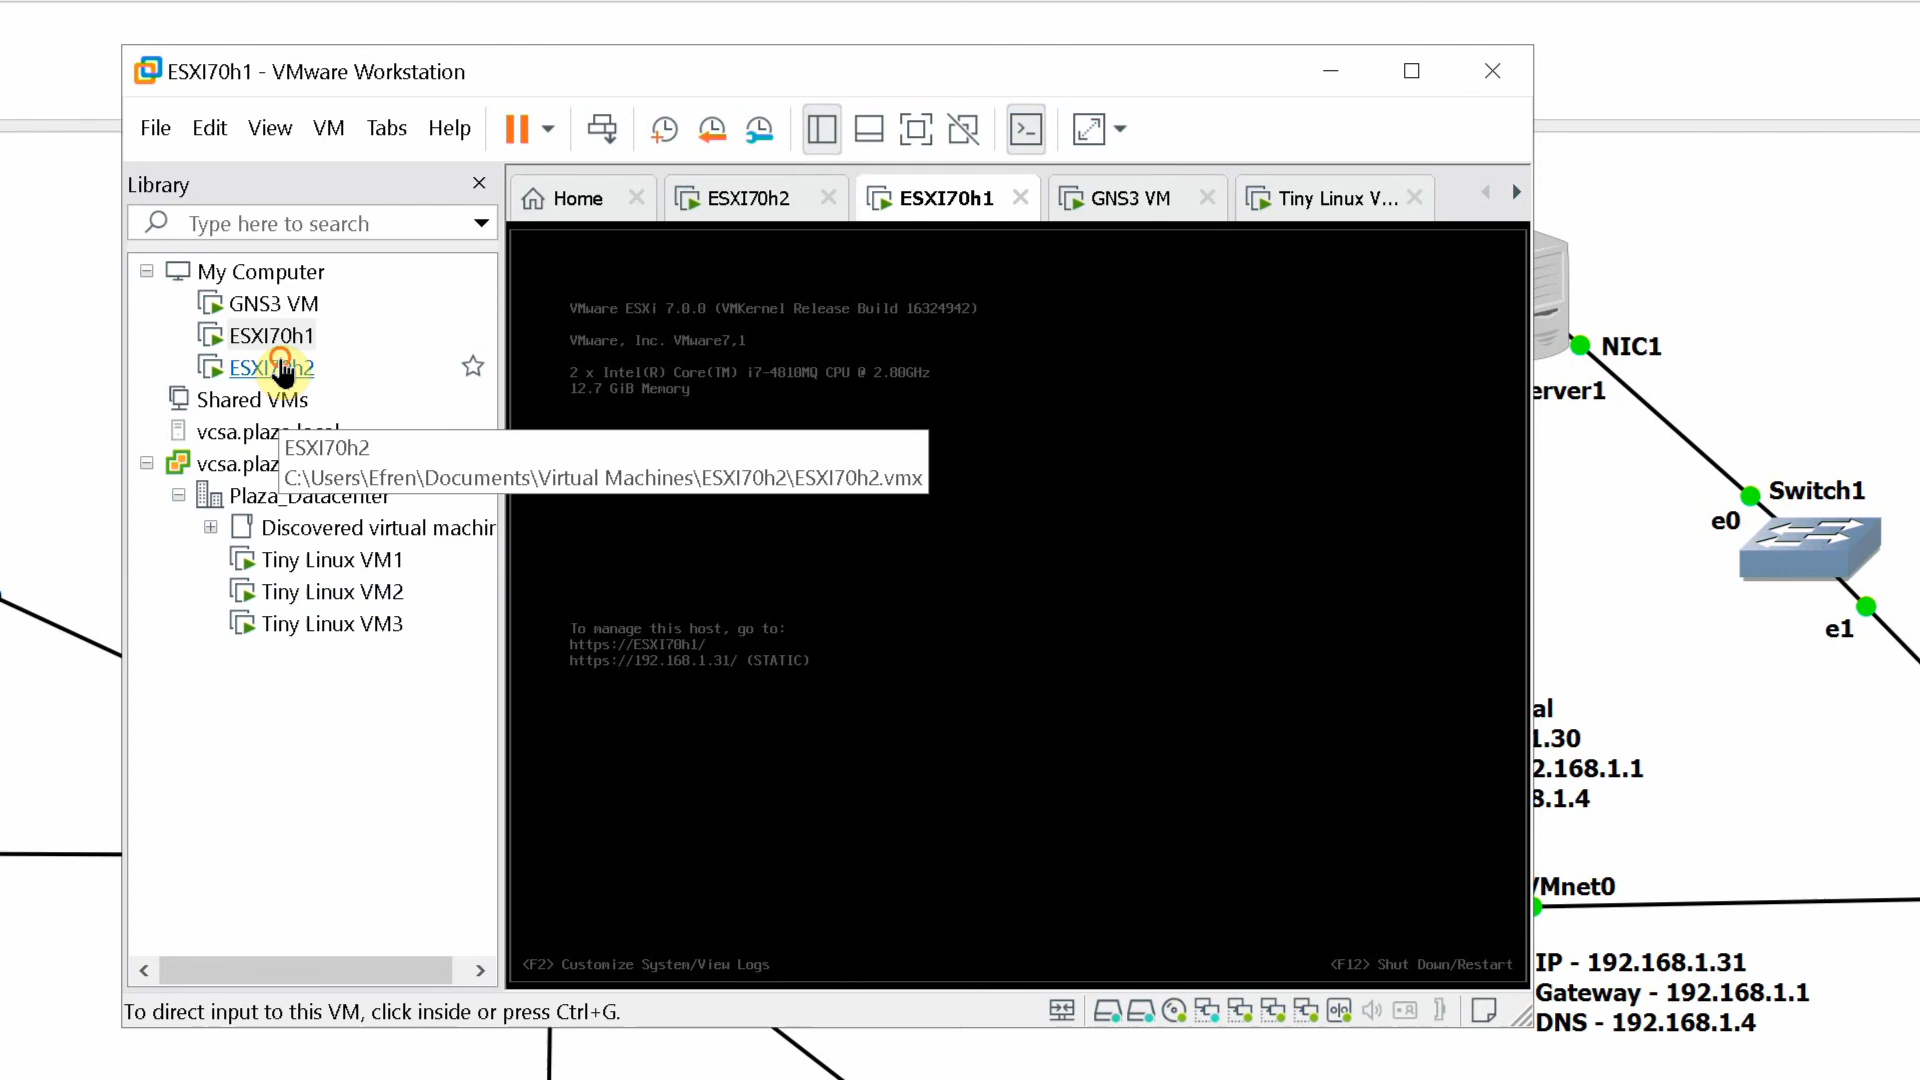 ESXI70h1 - VMware Workstation
File Edit View VM Tabs Help
Library
Type here to search
Home
ESXI70h2
ESXI70h1
GNS3 VM
Tiny Linux V...
My Computer
GNS3 VM
ESXI70h1
ESXI70h2
Shared VMs
vcsa.plaza.local
vcsa.plaz
Plaza_Datacenter
Discovered virtual machin
Tiny Linux VM1
Tiny Linux VM2
Tiny Linux VM3
ESXI70h2
C:\Users\Efren\Documents\Virtual Machines\ESXI70h2\ESXI70h2.vmx
VMware ESXi 7.0.0 (VMKernel Release Build 16324942)
VMware, Inc. VMware7,1
2 x Intel(R) Core(TM) i7-4810MQ CPU @ 2.80GHz
12.7 GiB Memory
To manage this host, go to:
https://ESXI70h1/
https://192.168.1.31/ (STATIC)
<F2> Customize System/View Logs
<F12> Shut Down/Restart
To direct input to this VM, click inside or press Ctrl+G.
NIC1
erver1
Switch1
e0
e1
al
1.30
2.168.1.1
8.1.4
VMnet0
IP - 192.168.1.31
Gateway - 192.168.1.1
DNS - 192.168.1.4